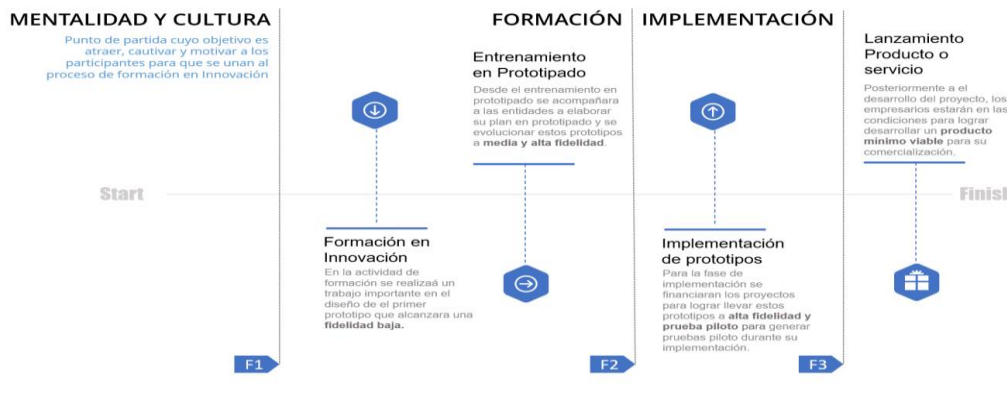 MENTALIDAD Y CULTURA
Punto de partida cuyo objetivo es
atraer, cautivar y motivar a los
participantes para que se unan al
proceso de formación en Innovación
FORMACIÓN
IMPLEMENTACIÓN
Entrenamiento
en Prototipado
Desde el entrenamiento en
prototipado se acompañara
a las entidades a elaborar
su plan en prototipado y se
evolucionar estos prototipos
a media y alta fidelidad.
Lanzamiento
Producto o
servicio
Posteriormente a el
desarrollo del proyecto, los
empresarios estarán en las
condiciones para lograr
desarrollar un producto
mínimo viable para su
comercialización.
Start
Finish
Formación en
Innovación
En la actividad de
formación se realizaá un
trabajo importante en el
diseño de el primer
prototipo que alcanzara una
fidelidad baja.
Implementación
de prototipos
Para la fase de
implementación se
financiaran los proyectos
para lograr llevar estos
prototipos a alta fidelidad y
prueba piloto para generar
pruebas piloto durante su
implementación.
F1
F2
F3